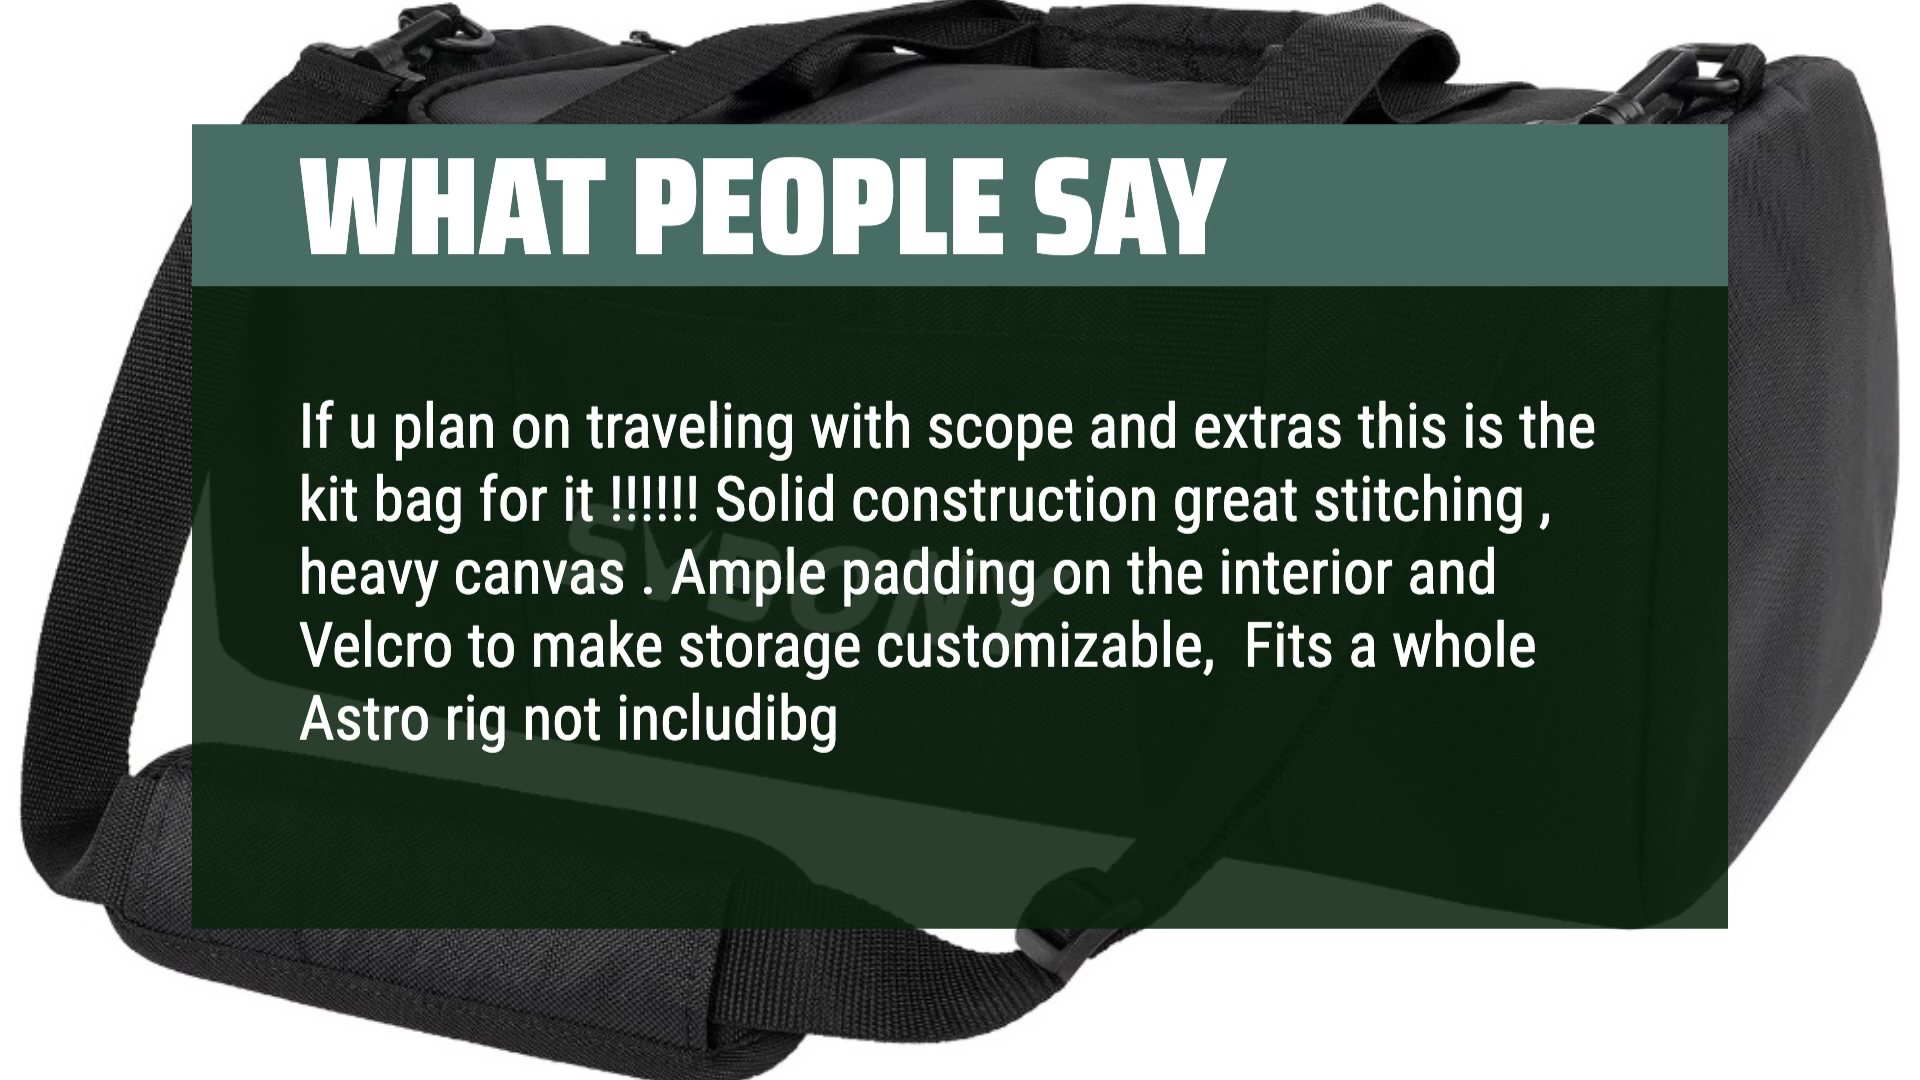 WHAT PEOPLE SAY
If u plan on traveling with scope and extras this is the
kit bag for it !!!!!! Solid construction great stitching ,
heavy canvas . Ample padding on the interior and
Velcro to make storage customizable,  Fits a whole
Astro rig not includibg
SVBONY